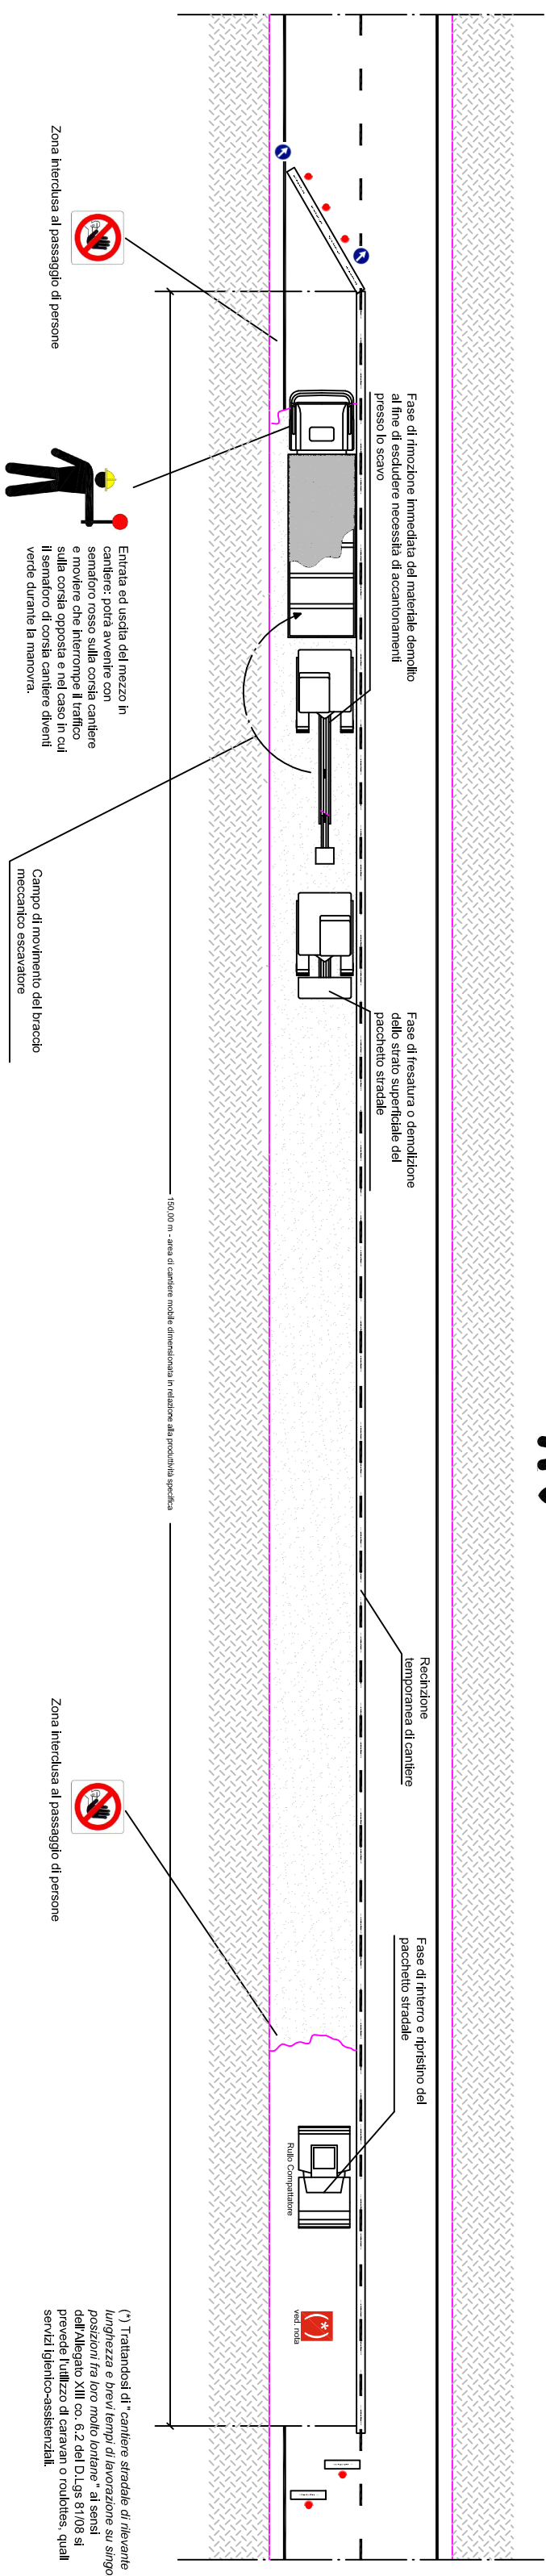 Fase di rimozione immediata del materiale demolito
al fine di escludere necessità di accantonamenti
presso lo scavo
Fase di fresatura o demolizione
dello strato superficiale del
pacchetto stradale
Recinzione
temporanea di cantiere
Fase di rinterro e ripristino del
pacchetto stradale
Rullo Compattatore
(*)
ved. nota
150,00 m - area di cantiere mobile dimensionata in relazione alla produttività specifica
Zona interclusa al passaggio di persone
Entrata ed uscita del mezzo in
cantiere: potrà avvenire con
semaforo rosso sulla corsia cantiere
e moviere che interrompe il traffico
sulla corsia opposta e nel caso in cui
il semaforo di corsia cantiere diventi
verde durante la manovra.
Campo di movimento del braccio
meccanico escavatore
Zona interclusa al passaggio di persone
(*) Trattandosi di "cantiere stradale di rilevante
lunghezza e brevi tempi di lavorazione su singo
posizioni fra loro molto lontane" ai sensi
dell'Allegato XIII co. 6.2 del D.Lgs 81/08 si
prevede l'utilizzo di caravan o roulottes, quali
servizi igienico-assistenziali.